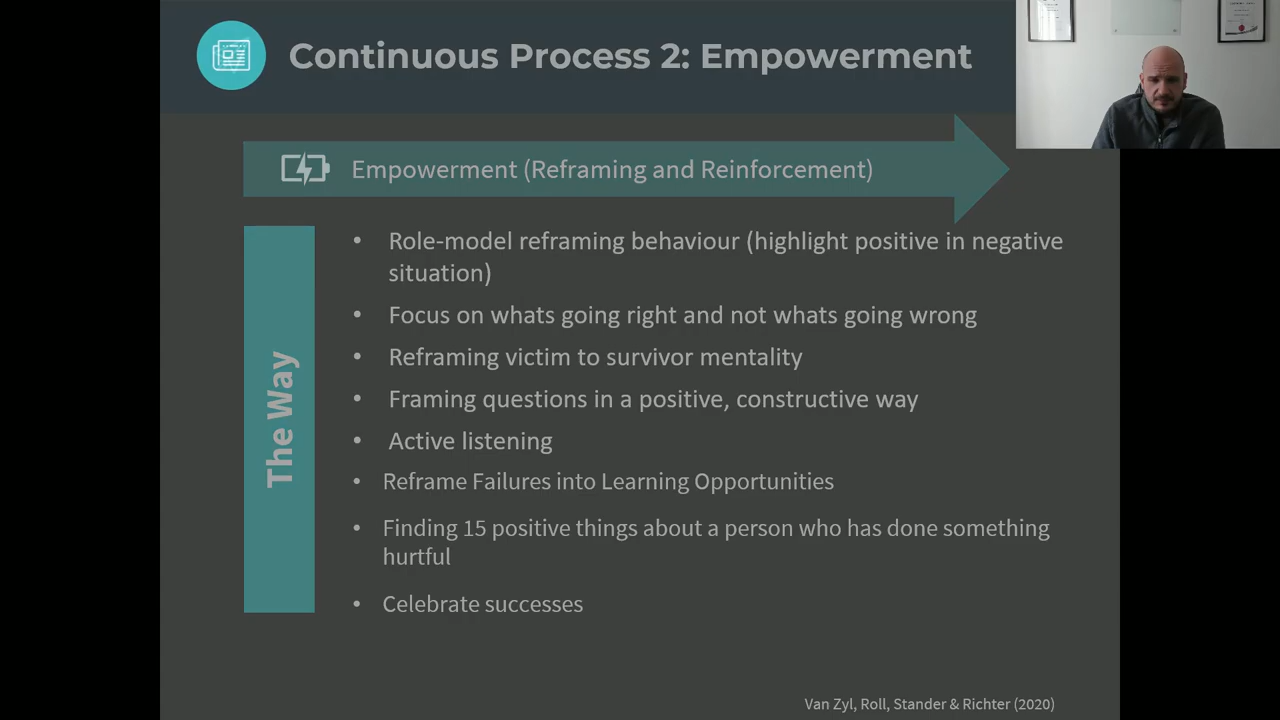 Continuous Process 2: Empowerment
Empowerment (Reframing and Reinforcement)
The Way
• Role-model reframing behaviour (highlight positive in negative
situation)
• Focus on whats going right and not whats going wrong
• Reframing victim to survivor mentality
• Framing questions in a positive, constructive way
• Active listening
• Reframe Failures into Learning Opportunities
• Finding 15 positive things about a person who has done something
hurtful
• Celebrate successes
Van Zyl, Roll, Stander & Richter (2020)